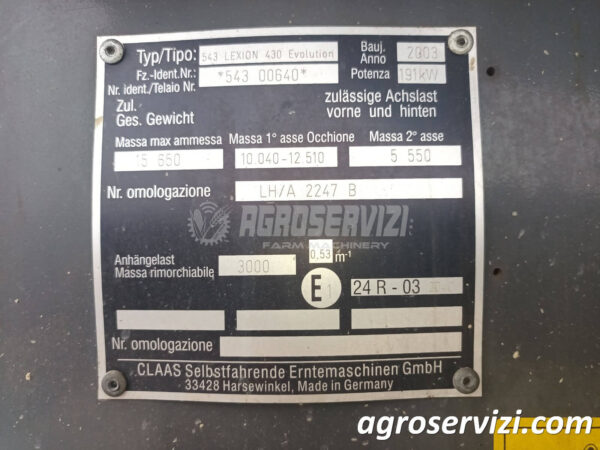 Typ/Tipo: 543 LEXION 430 Evolution Bauj. Anno 2003
Fz.-Ident.Nr.: *543 00640* Potenza 191kW
Nr. ident./Telaio Nr.
Zul. Ges. Gewicht zulässige Achslast vorne und hinten
Massa max ammessa Massa 1° asse Occhione Massa 2° asse
15 650 10.040-12.510 5 550
Nr. omologazione LH/A 2247 B
AGROSERVIZI
FARM MACHINERY
Anhängelast
Massa rimorchiabile 3000 0,53 m-1
E1 24 R - 03
Nr. omologazione
CLAAS Selbstfahrende Erntemaschinen GmbH
33428 Harsewinkel, Made in Germany
agroservizi.com